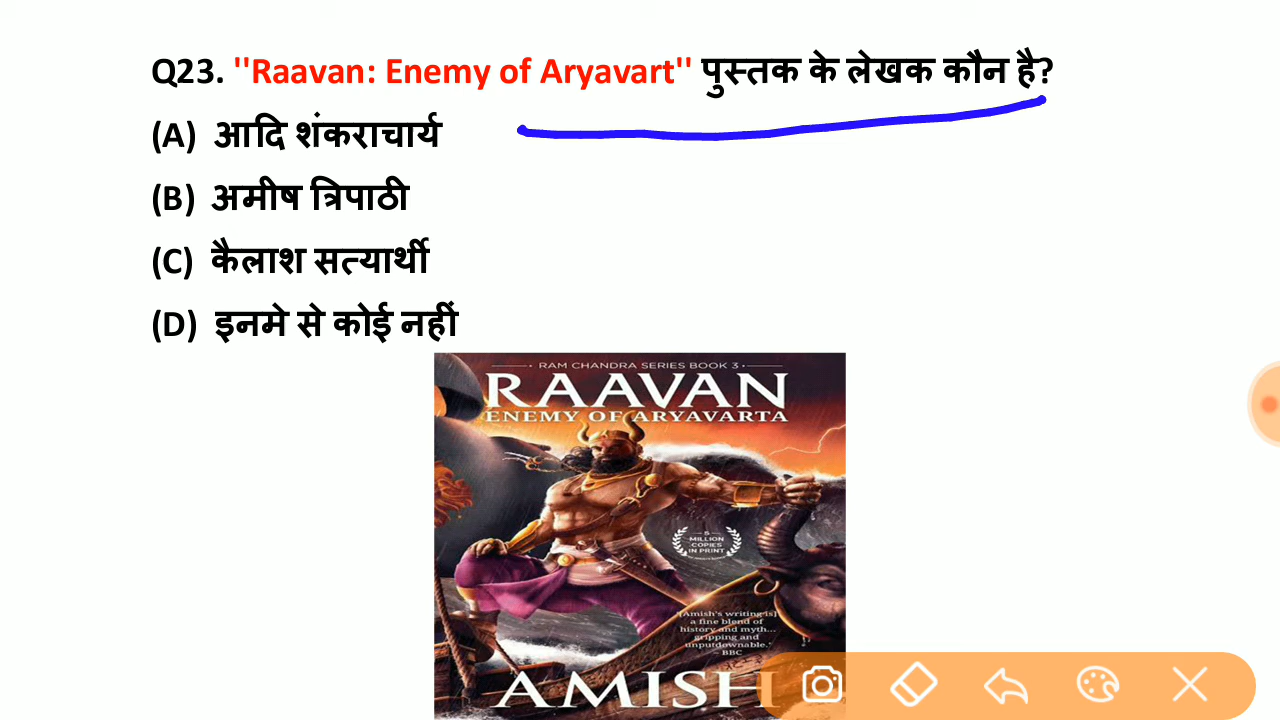 Q23. ''Raavan: Enemy of Aryavart'' पुस्तक के लेखक कौन है?
(A) आदि शंकराचार्य
(B) अमीष त्रिपाठी
(C) कैलाश सत्यार्थी
(D) इनमे से कोई नहीं
RAM CHANDRA SERIES BOOK 3
RAAVAN
ENEMY OF ARYAVARTA
5
MILLION
COPIES
IN PRINT
'[Amish's writing is]
a fine blend of
history and myth...
gripping and
unputdownable.'
– BBC
AMISH